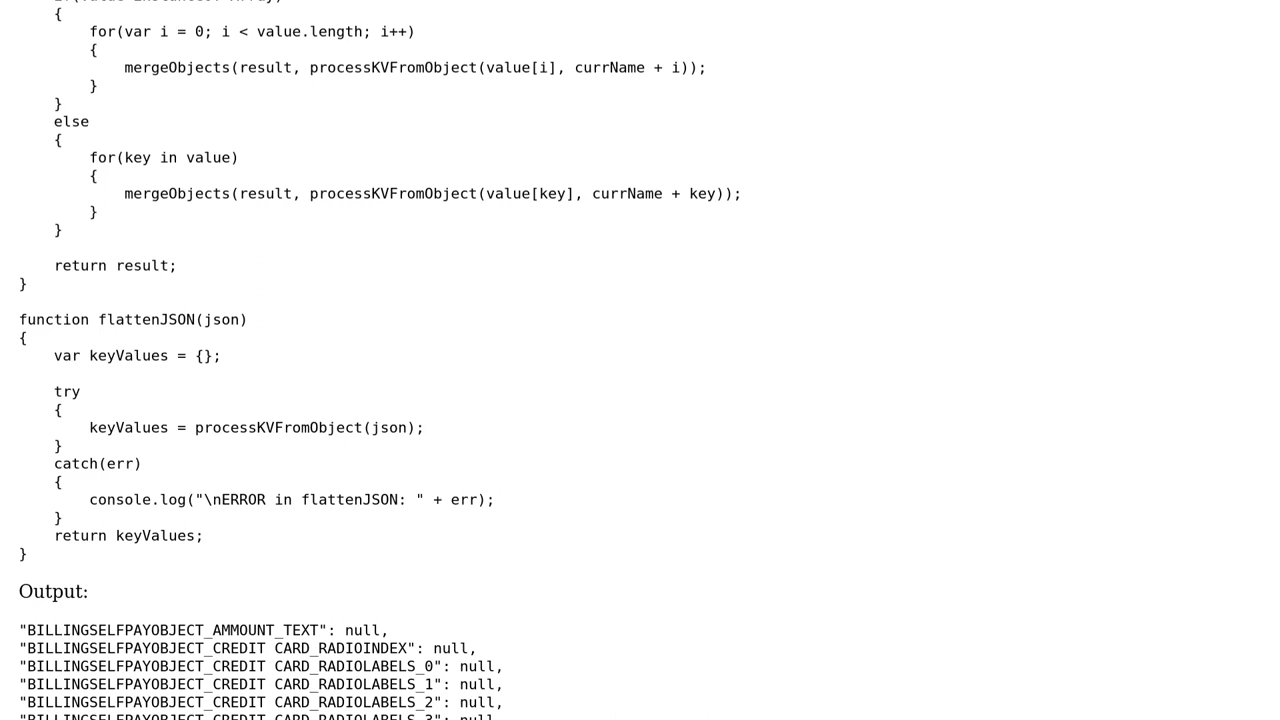 {
        for(var i = 0; i < value.length; i++)
        {
            mergeObjects(result, processKVFromObject(value[i], currName + i));
        }
    }
    else
    {
        for(key in value)
        {
            mergeObjects(result, processKVFromObject(value[key], currName + key));
        }
    }

    return result;
}

function flattenJSON(json)
{
    var keyValues = {};

    try
    {
        keyValues = processKVFromObject(json);
    }
    catch(err)
    {
        console.log("\nERROR in flattenJSON: " + err);
    }
    return keyValues;
}

Output:

"BILLINGSELFPAYOBJECT_AMMOUNT_TEXT": null,
"BILLINGSELFPAYOBJECT_CREDIT CARD_RADIOINDEX": null,
"BILLINGSELFPAYOBJECT_CREDIT CARD_RADIOLABELS_0": null,
"BILLINGSELFPAYOBJECT_CREDIT CARD_RADIOLABELS_1": null,
"BILLINGSELFPAYOBJECT_CREDIT CARD_RADIOLABELS_2": null,
"BILLINGSELFPAYOBJECT_CREDIT CARD_RADIOLABELS_3": null,